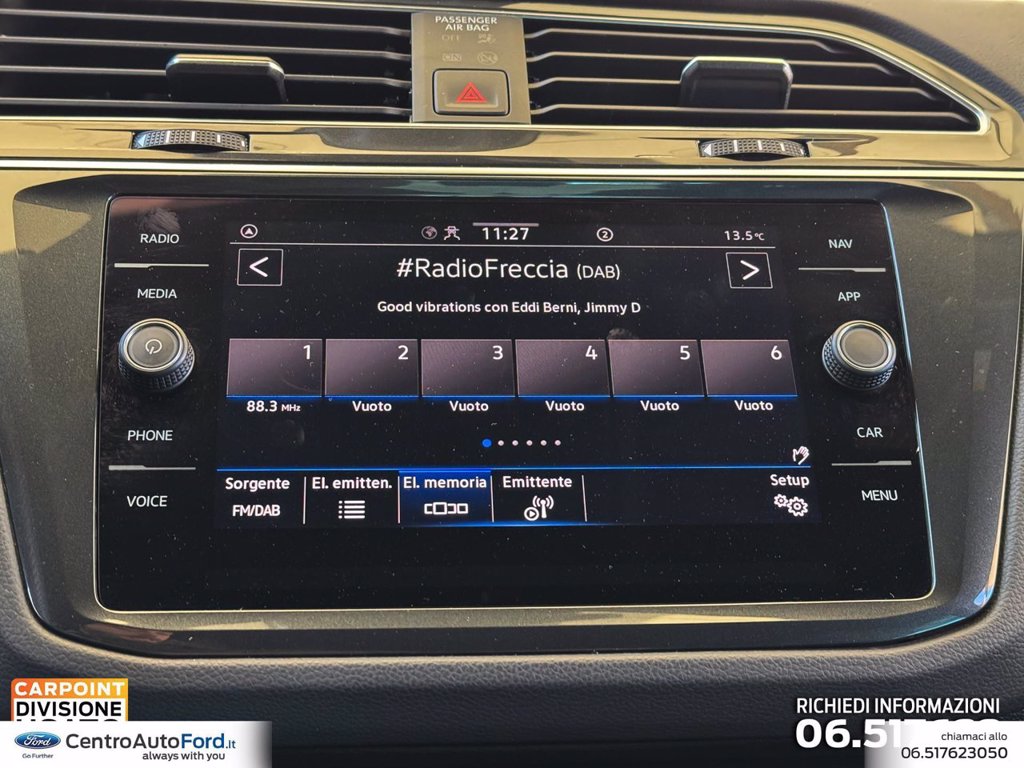 PASSENGER
AIR BAG
OFF
ON
RADIO
MEDIA
PHONE
VOICE
NAV
APP
CAR
MENU
11:27
2
13.5°C
<
#RadioFreccia (DAB)
>
Good vibrations con Eddi Berni, Jimmy D
1 2 3 4 5 6
88.3 MHz Vuoto Vuoto Vuoto Vuoto Vuoto
Sorgente El. emitten. El. memoria Emittente Setup
FM/DAB
CARPOINT
DIVISIONE
Ford CentroAutoFord.it
Go Further always with you
RICHIEDI INFORMAZIONI
chiamaci allo
06.517623050